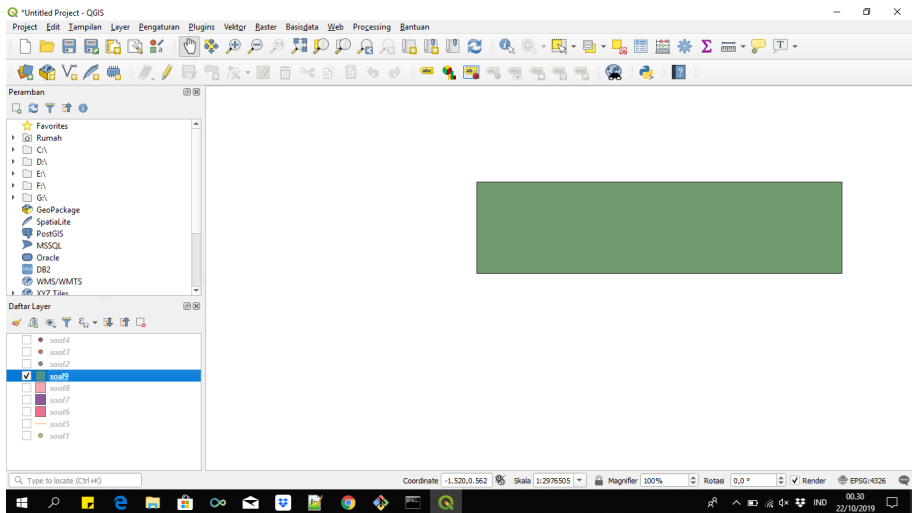 *Untitled Project - QGIS
Project Edit Tampilan Layer Pengaturan Plugins Vektor Raster Basisdata Web Processing Bantuan
Peramban
Favorites
Rumah
C:\
D:\
E:\
F:\
G:\
GeoPackage
SpatiaLite
PostGIS
MSSQL
Oracle
DB2
WMS/WMTS
XYZ Tiles
Daftar Layer
soal4
soal3
soal2
soal9
soal8
soal7
soal6
soal5
soal1
Type to locate (Ctrl+K) Coordinate -1.520,0.562 Skala 1:2976505 Magnifier 100% Rotasi 0,0 ° Render EPSG:4326
IND 00.30
22/10/2019